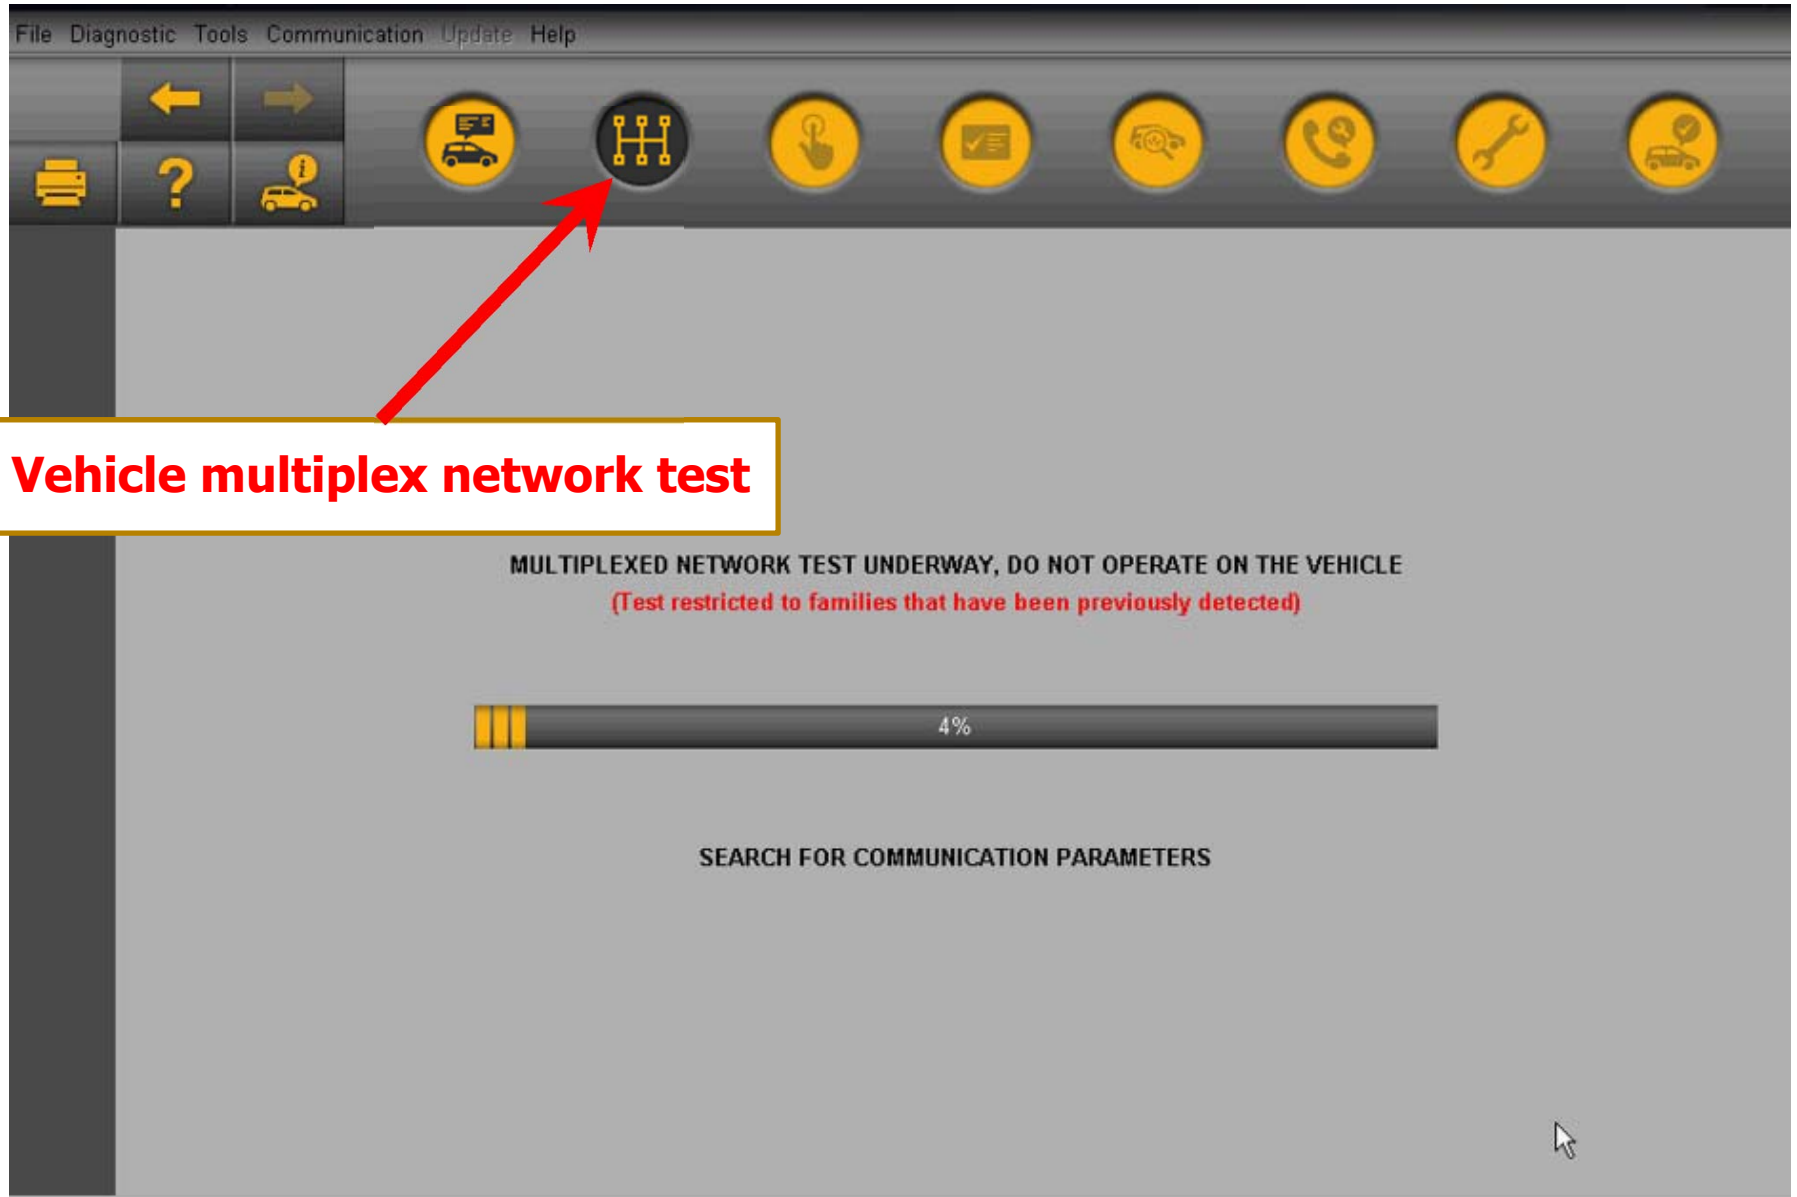 File Diagnostic Tools Communication Update Help
Vehicle multiplex network test
MULTIPLEXED NETWORK TEST UNDERWAY, DO NOT OPERATE ON THE VEHICLE
(Test restricted to families that have been previously detected)
4%
SEARCH FOR COMMUNICATION PARAMETERS